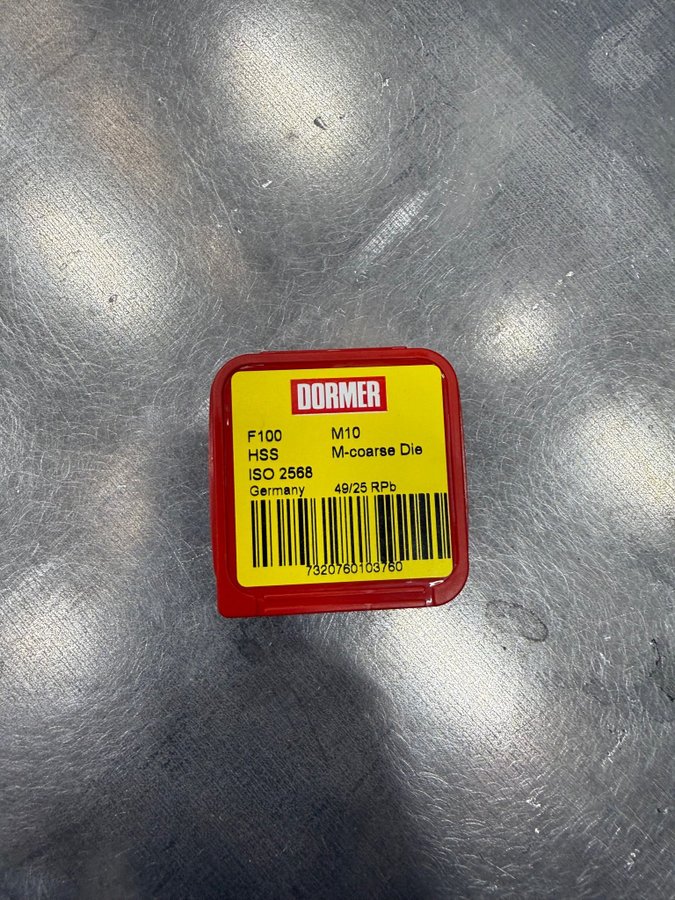 DORMER
F100 M10
HSS M-coarse Die
ISO 2568
Germany 49/25 RPb
7320760103760